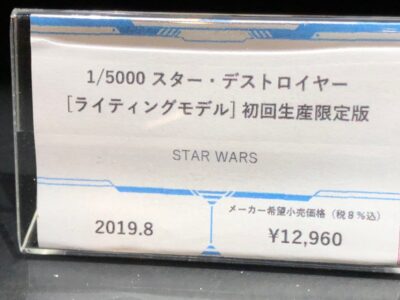 1/5000 スター・デストロイヤー
[ライティングモデル] 初回生産限定版
STAR WARS
2019.8
メーカー希望小売価格（税8%込）
¥12,960